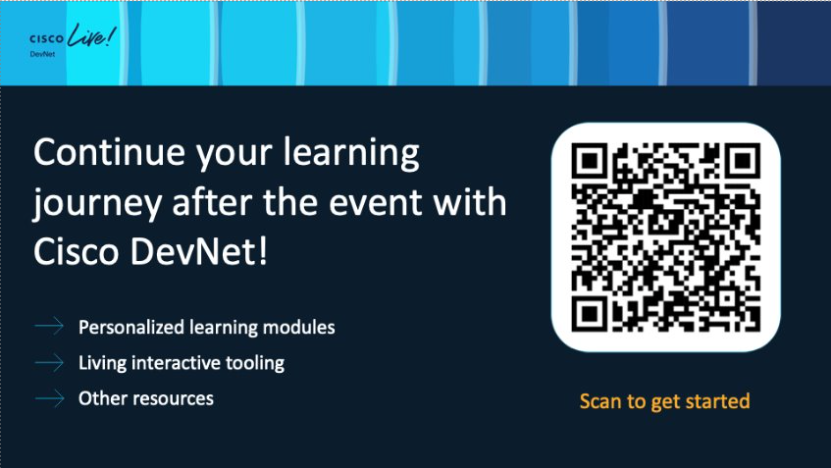 CISCO Live!
DevNet
Continue your learning
journey after the event with
Cisco DevNet!
Personalized learning modules
Living interactive tooling
Other resources
Scan to get started